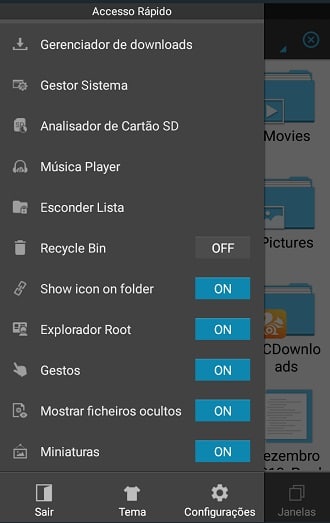 Accesso Rápido
Gerenciador de downloads
Gestor Sistema
Analisador de Cartão SD
Música Player
Esconder Lista
Recycle Bin OFF
Show icon on folder ON
Explorador Root ON
Gestos ON
Mostrar ficheiros ocultos ON
Miniaturas ON
Movies
Pictures
CDownlo
ads
ezembro
Sair Tema Configurações Janelas